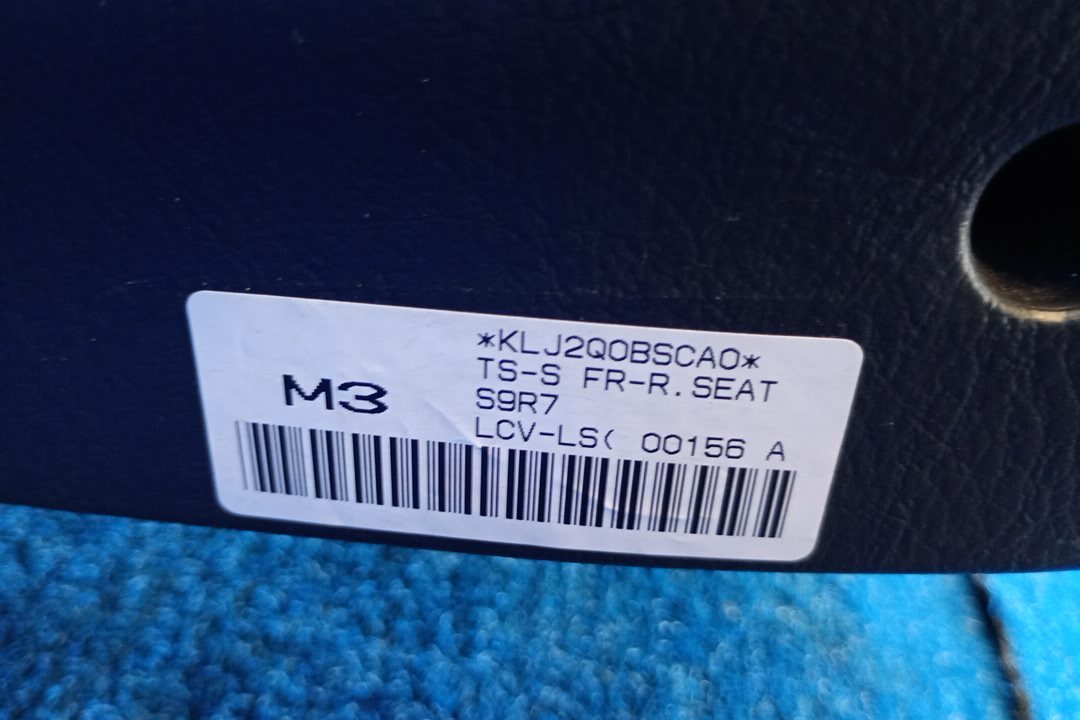 *KLJ2Q0BSCA0*
TS-S FR-R.SEAT
M3
S9R7
LCV-LS( 00156 A